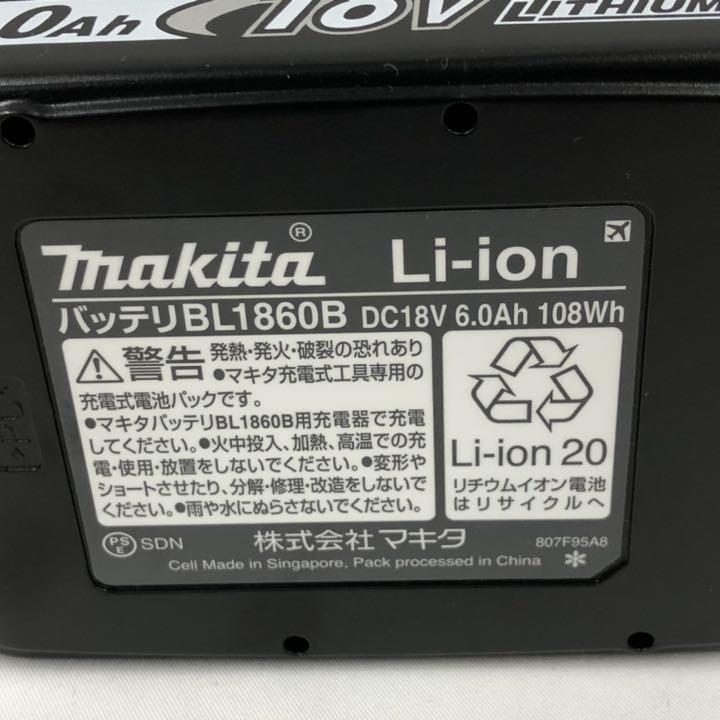 0Ah 18V LITHIUM
makita® Li-ion
バッテリBL1860B DC18V 6.0Ah 108Wh
警告 発熱・発火・破裂の恐れあり
●マキタ充電式工具専用の
充電式電池パックです。
●マキタバッテリBL1860B用充電器で充電
してください。●火中投入、加熱、高温での充
電・使用・放置をしないでください。●変形や
ショートさせたり、分解・修理・改造をしないで
ください。●雨や水にぬらさないでください。
Li-ion 20
リチウムイオン電池
はリサイクルへ
PSE SDN 株式会社マキタ 807F95A8
Cell Made in Singapore, Pack processed in China